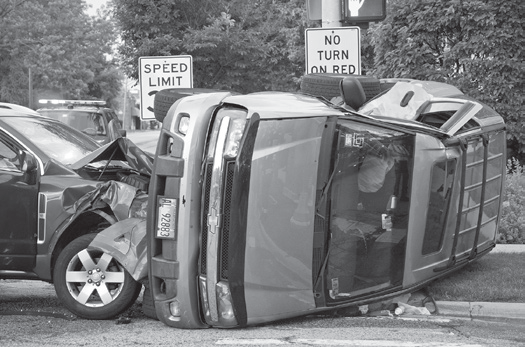 SPEED
LIMIT
NO
TURN
ON RED